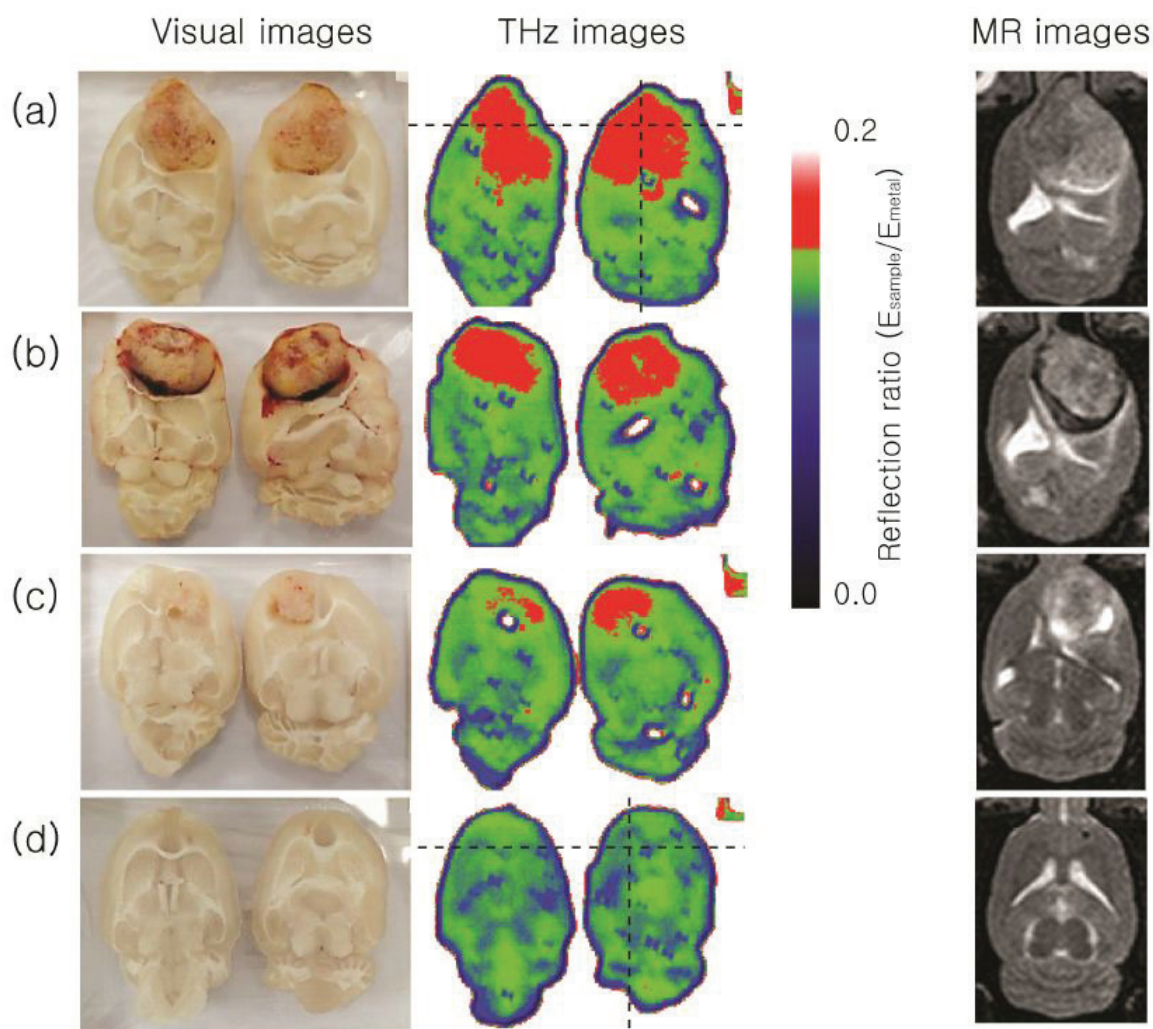 Visual images
THz images
MR images
(a)
0.2
Reflection ratio (Esample/Emetal)
(b)
(c)
0.0
(d)